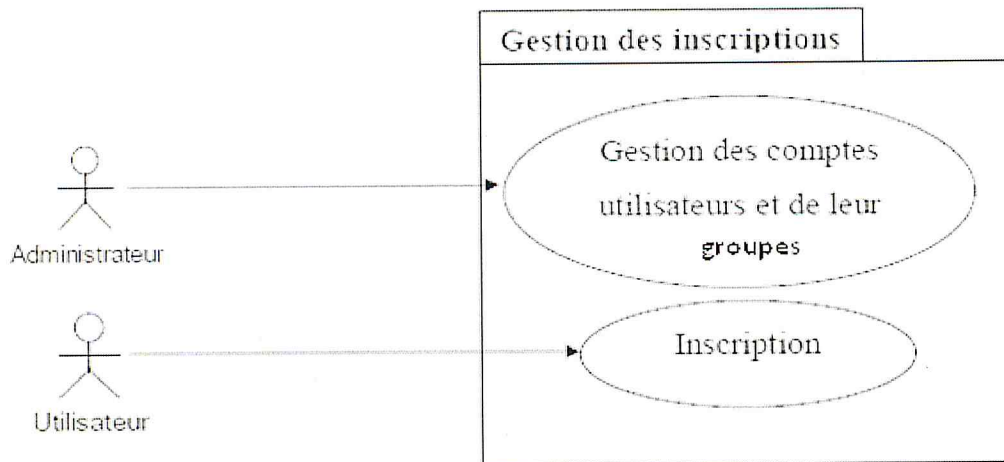 Gestion des inscriptions
Gestion des comptes
utilisateurs et de leur
groupes
Administrateur
Inscription
Utilisateur